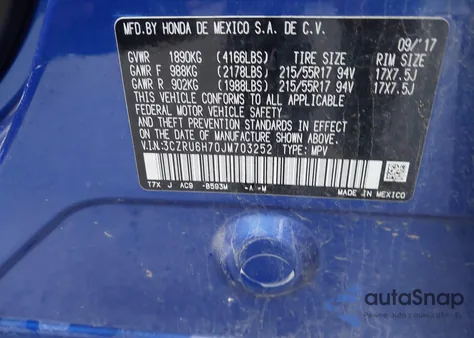 MFD.BY HONDA DE MEXICO S.A. DE C.V.
09/'17
GVWR 1890KG (4166LBS) TIRE SIZE RIM SIZE
GAWR F 988KG (2178LBS) 215/55R17 94V 17X7.5J
GAWR R 902KG (1988LBS) 215/55R17 94V 17X7.5J
THIS VEHICLE CONFORMS TO ALL APPLICABLE
FEDERAL MOTOR VEHICLE SAFETY AND
THEFT PREVENTION STANDARDS IN EFFECT ON
THE DATE OF MANUFACTURE SHOWN ABOVE.
V.I.N:3CZRU6H70JM703252 TYPE: MPV
T7X J AC9 -B593M -A -M
MADE IN MEXICO
autoSnap